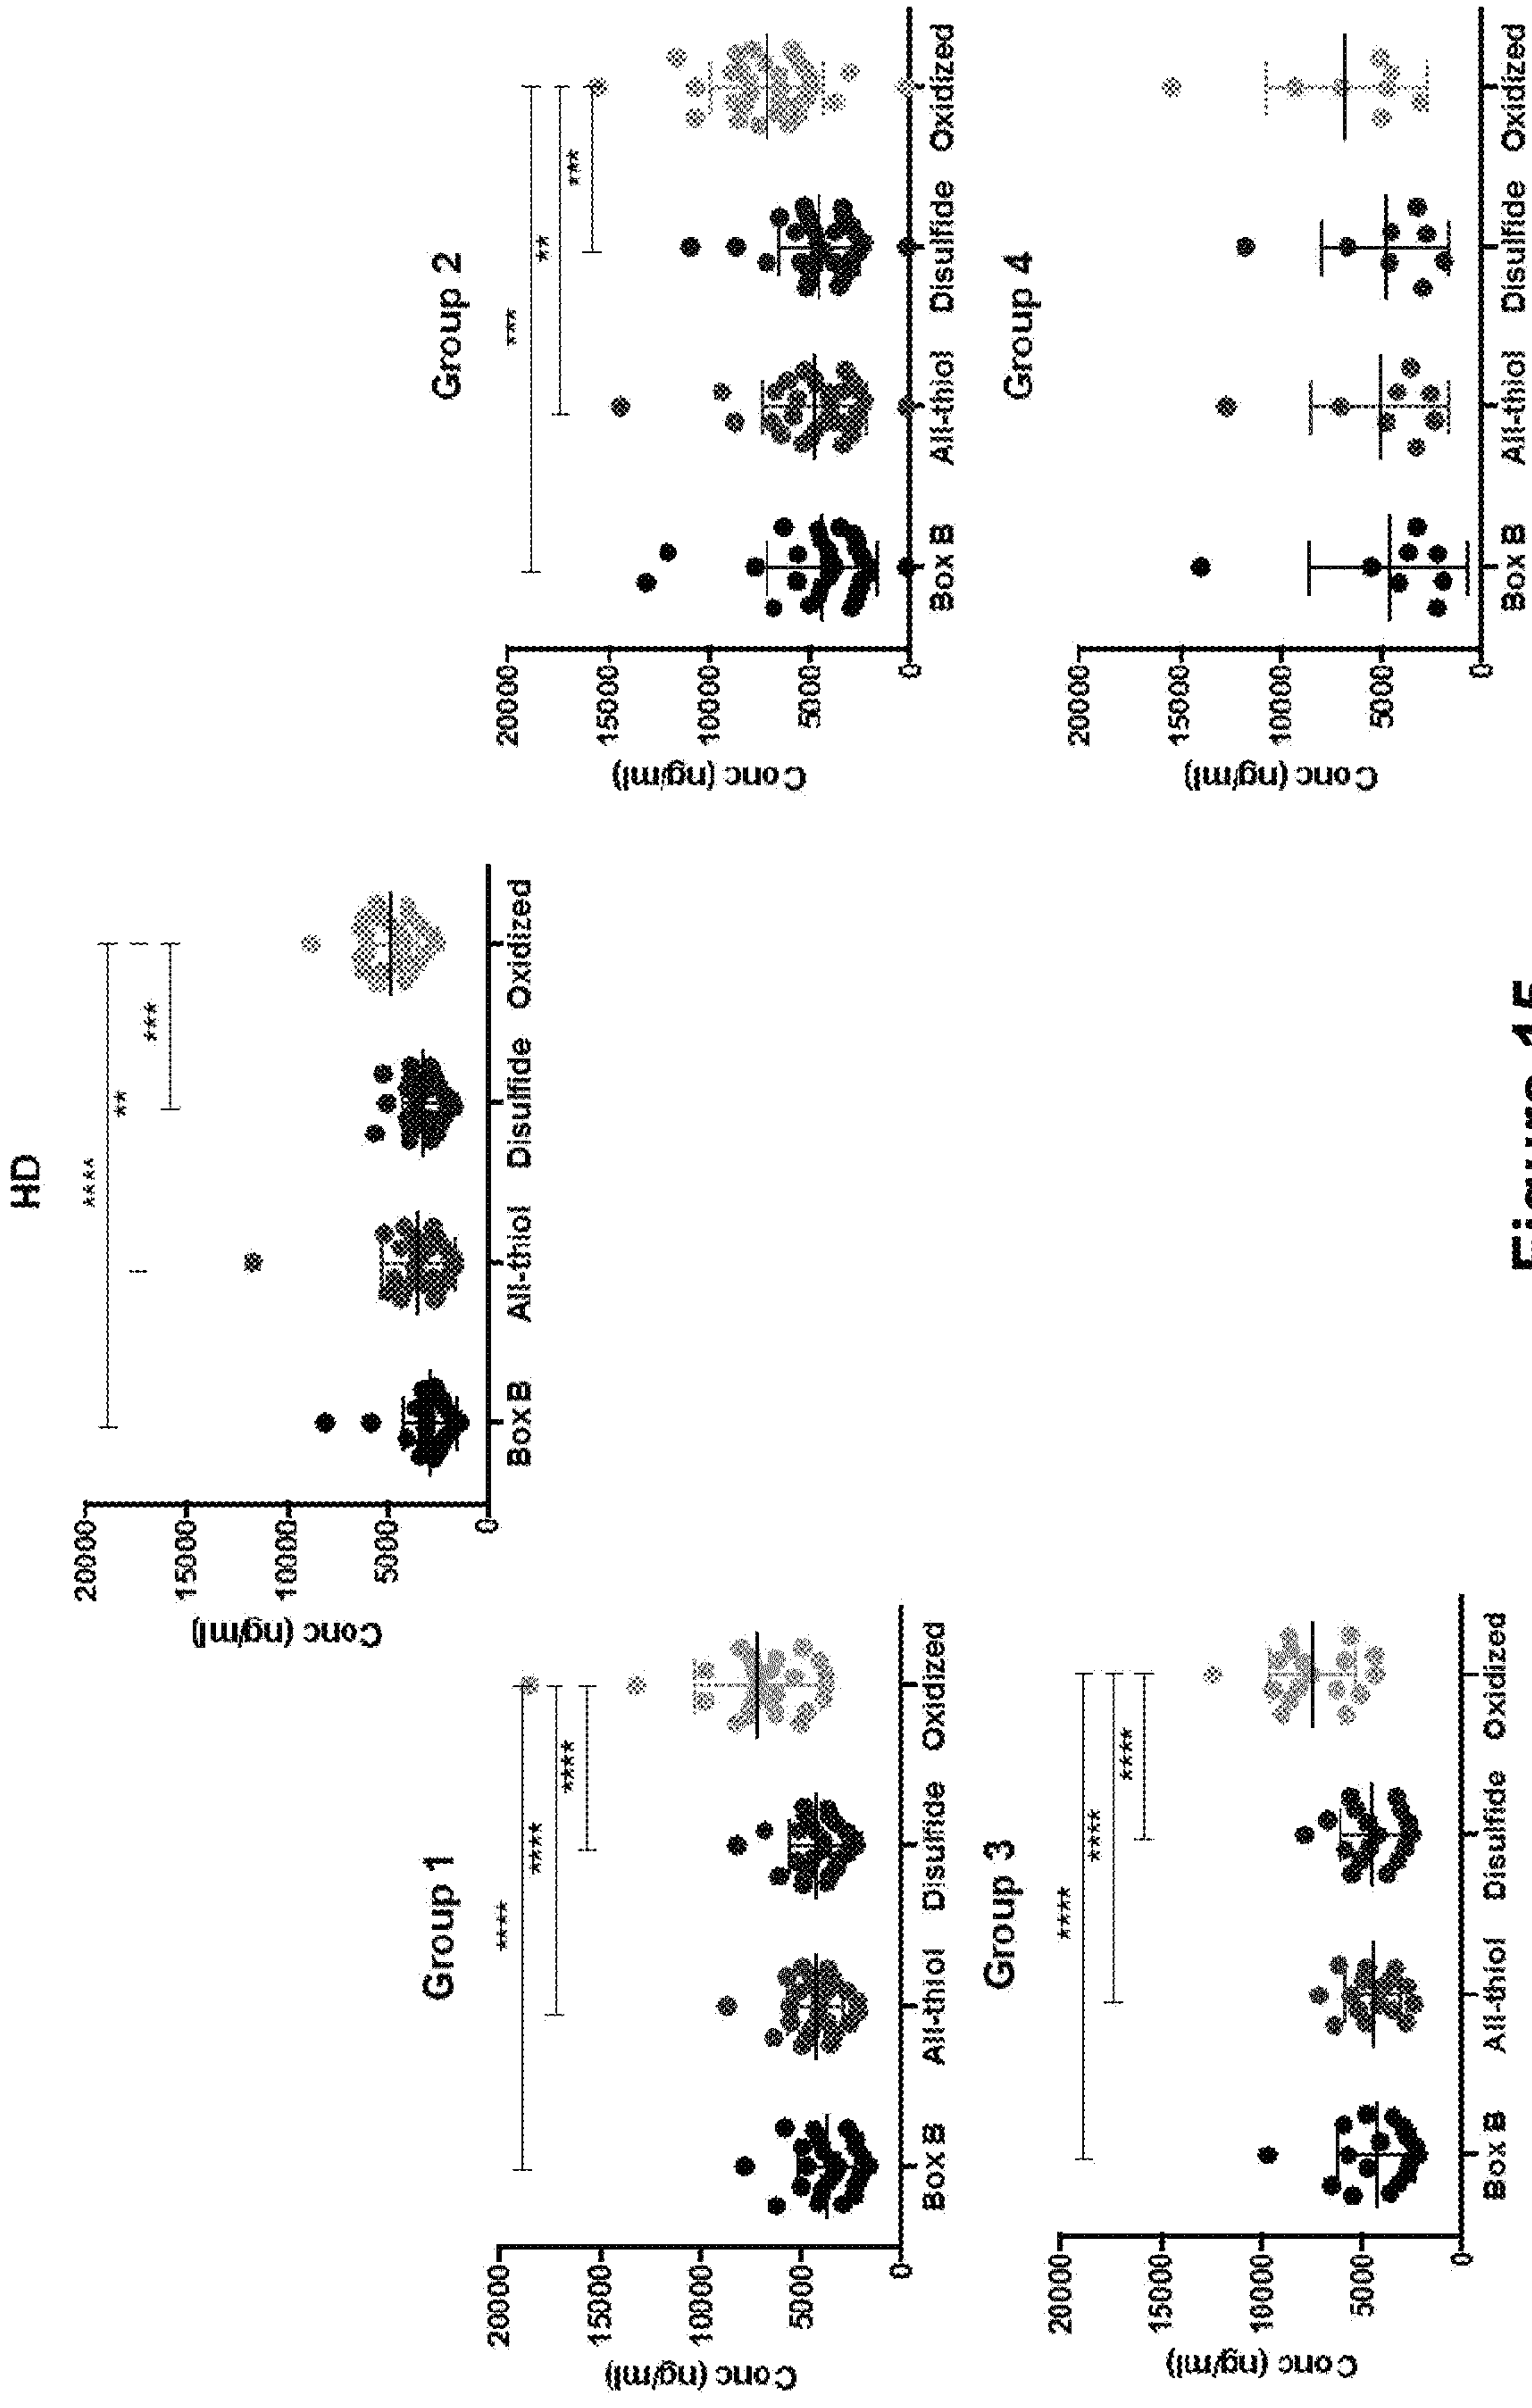 HD
****
**
***
20000
15000
10000
5000
0
Conc (ng/ml)
Box B All-thiol Disulfide Oxidized
Group 1
****
****
****
20000
15000
10000
5000
0
Conc (ng/ml)
Box B All-thiol Disulfide Oxidized
Group 2
***
**
***
20000
15000
10000
5000
0
Conc (ng/ml)
Box B All-thiol Disulfide Oxidized
Group 3
****
****
****
20000
15000
10000
5000
0
Conc (ng/ml)
Box B All-thiol Disulfide Oxidized
Group 4
20000
15000
10000
5000
0
Conc (ng/ml)
Box B All-thiol Disulfide Oxidized
Figure 15